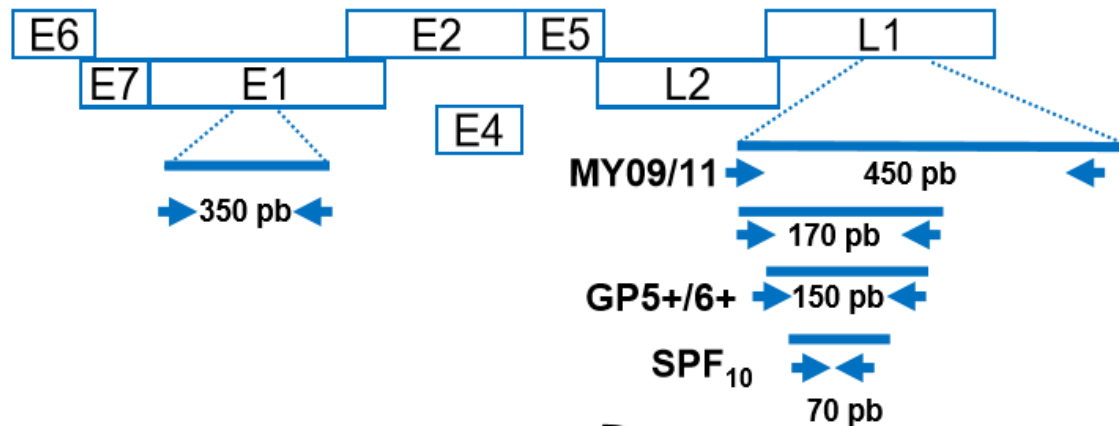 E6 E2 E5 L1
E7 E1 L2
E4
MY09/11 450 pb
350 pb
170 pb
GP5+/6+ 150 pb
SPF10
70 pb